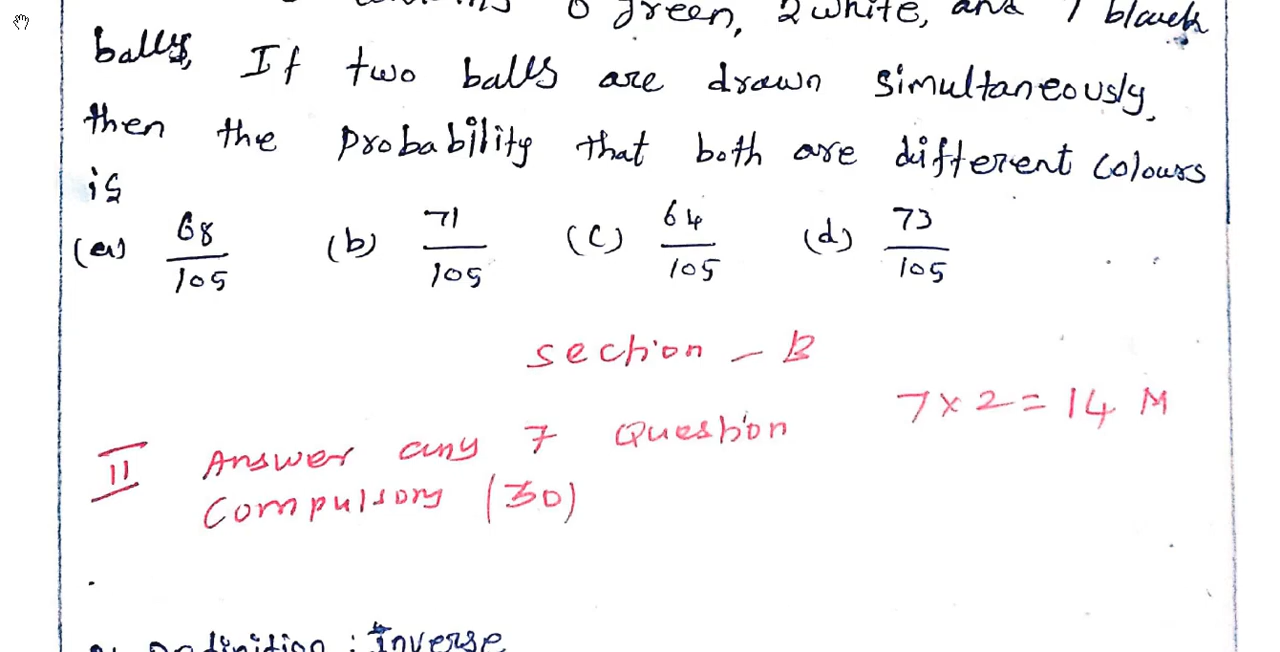 6 green, 2 white, and 7 black
balls, If two balls are drawn simultaneously,
then the probability that both are different colours
is
(a) 68/105 (b) 71/105 (c) 64/105 (d) 73/105
section - B
7 x 2 = 14 M
II Answer any 7 Question
Compulsory (30)
Definition : Inverse